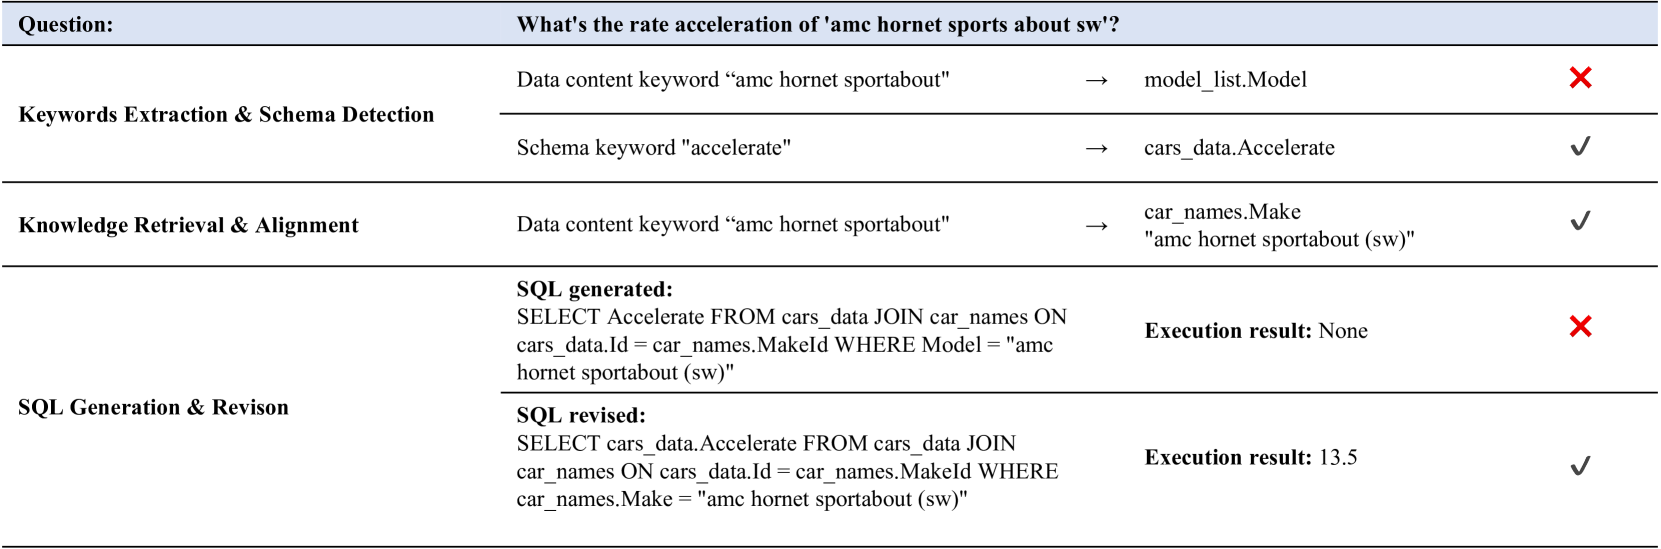 Question: What's the rate acceleration of 'amc hornet sports about sw'?
Keywords Extraction & Schema Detection
Data content keyword “amc hornet sportabout" → model_list.Model ❌
Schema keyword "accelerate" → cars_data.Accelerate ✔
Knowledge Retrieval & Alignment
Data content keyword “amc hornet sportabout" → car_names.Make ✔
"amc hornet sportabout (sw)"
SQL Generation & Revison
SQL generated:
SELECT Accelerate FROM cars_data JOIN car_names ON
cars_data.Id = car_names.MakeId WHERE Model = "amc
hornet sportabout (sw)"
Execution result: None ❌
SQL revised:
SELECT cars_data.Accelerate FROM cars_data JOIN
car_names ON cars_data.Id = car_names.MakeId WHERE
car_names.Make = "amc hornet sportabout (sw)"
Execution result: 13.5 ✔